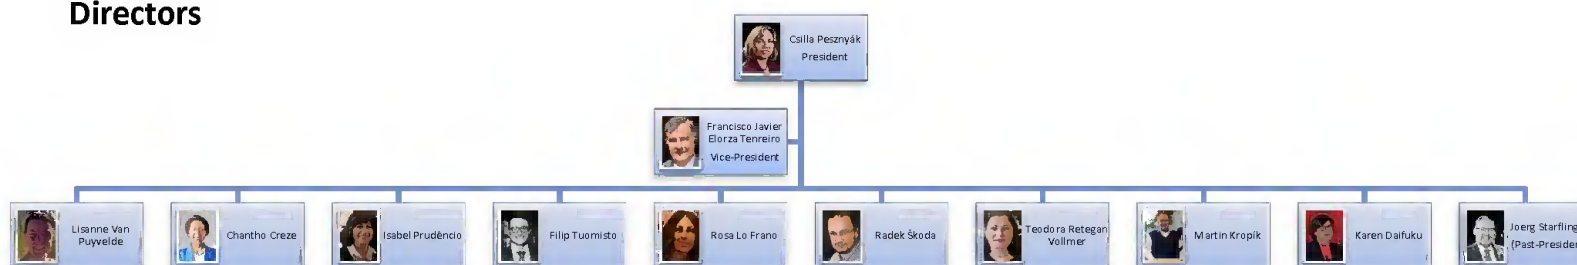 Directors
Csilla Pesznyák
President
Francisco Javier
Elorza Tenreiro
Vice-President
Lisanne Van
Puyvelde
Chantho Creze
Isabel Prudêncio
Filip Tuomisto
Rosa Lo Frano
Radek Škoda
Teodora Retegan
Vollmer
Martin Kropík
Karen Daifuku
Joerg Starfling
(Past-Presiden